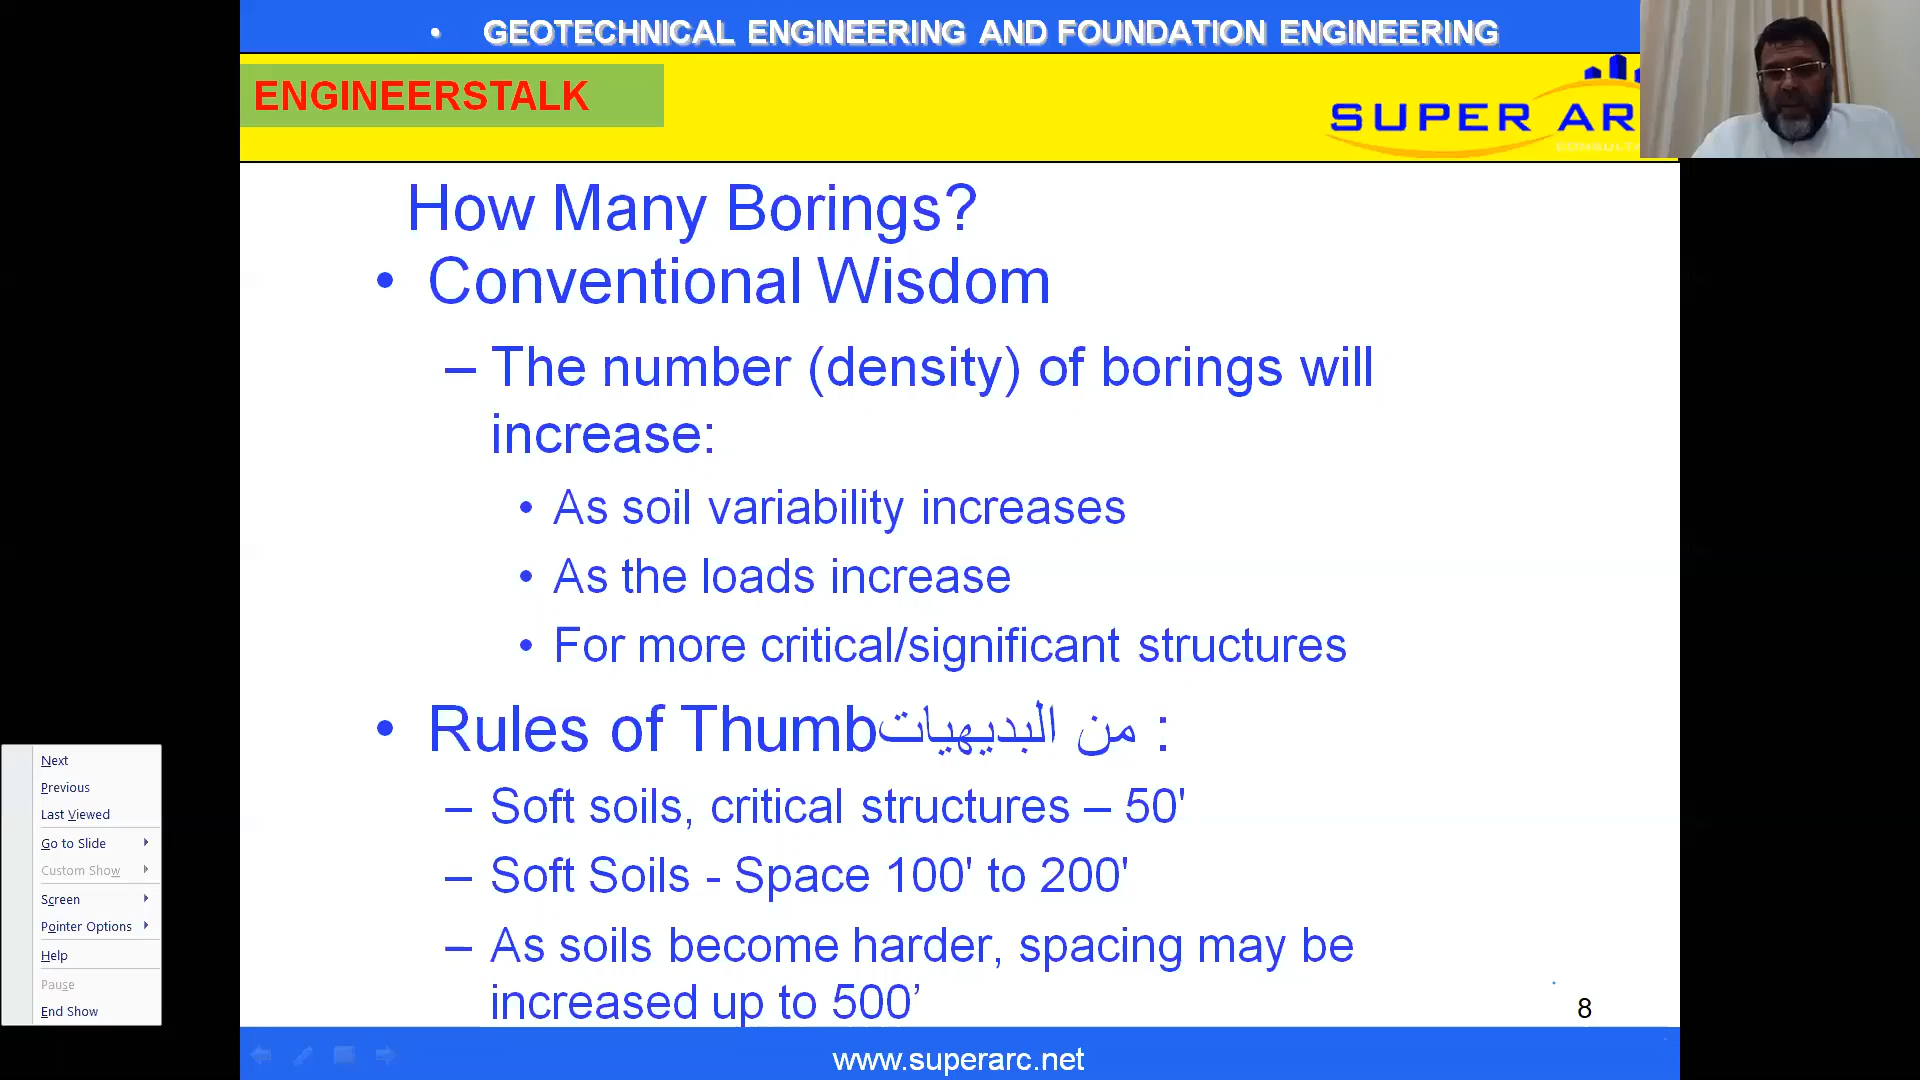 • GEOTECHNICAL ENGINEERING AND FOUNDATION ENGINEERING
ENGINEERSTALK
SUPER ARC
How Many Borings?
• Conventional Wisdom
– The number (density) of borings will
increase:
• As soil variability increases
• As the loads increase
• For more critical/significant structures
• Rules of Thumb من البديهيات :
– Soft soils, critical structures – 50'
– Soft Soils - Space 100' to 200'
– As soils become harder, spacing may be
increased up to 500’
8
www.superarc.net
Next
Previous
Last Viewed
Go to Slide
Custom Show
Screen
Pointer Options
Help
Pause
End Show